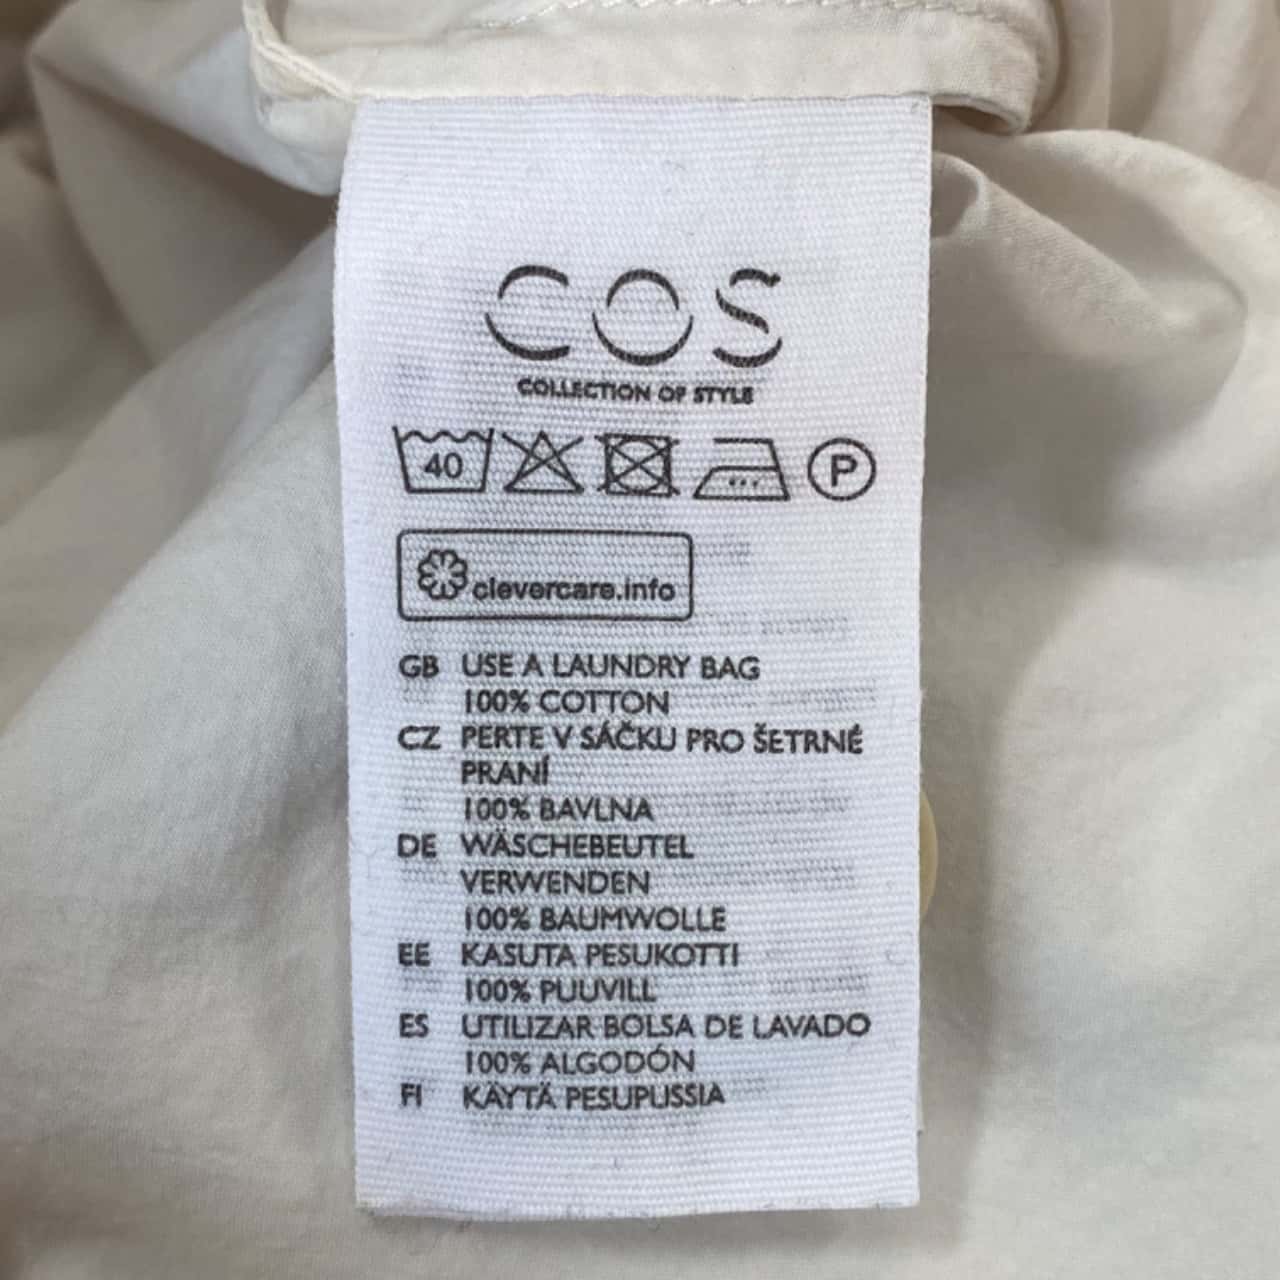 COS
COLLECTION OF STYLE
40 P
clevercare.info
GB USE A LAUNDRY BAG
100% COTTON
CZ PERTE V SÁČKU PRO ŠETRNÉ
PRANÍ
100% BAVLNA
DE WÄSCHEBEUTEL
VERWENDEN
100% BAUMWOLLE
EE KASUTA PESUKOTTI
100% PUUVILL
ES UTILIZAR BOLSA DE LAVADO
100% ALGODÓN
FI KÄYTÄ PESUPUSSIA